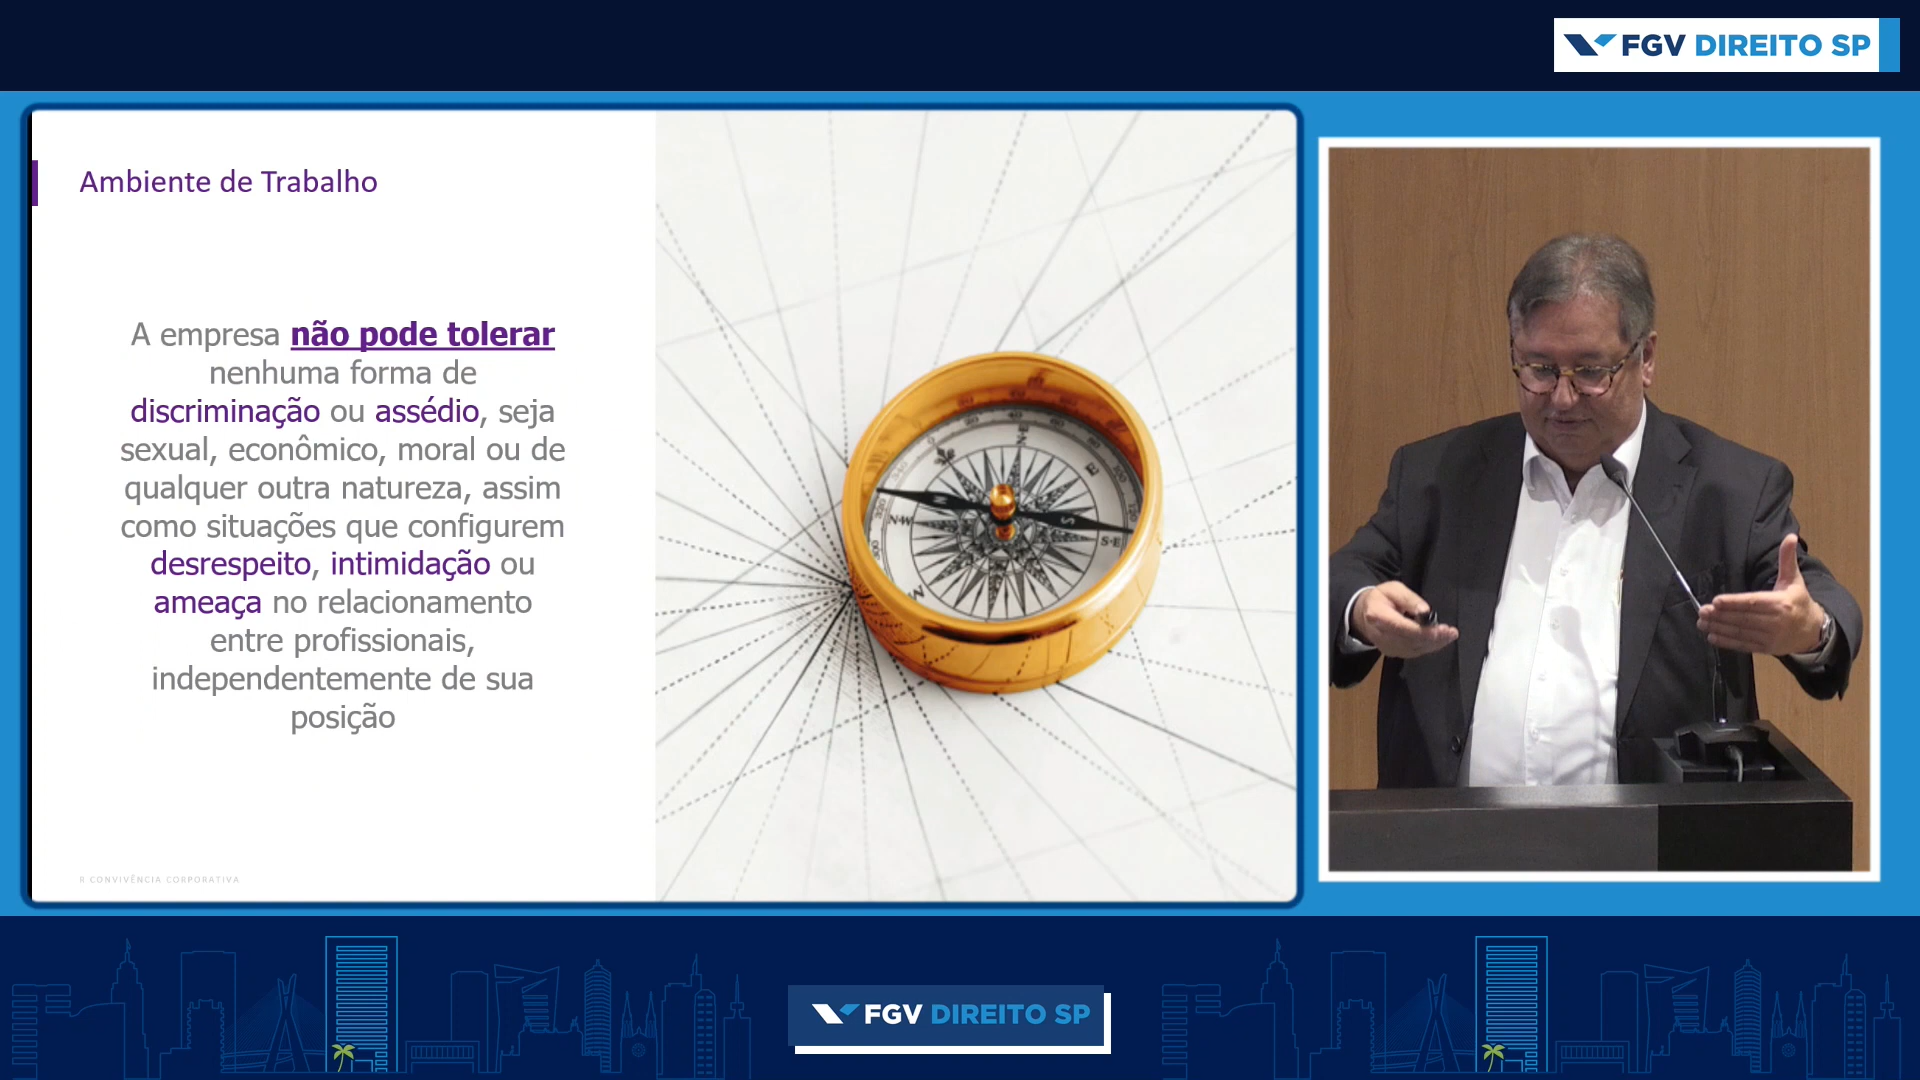 FGV DIREITO SP
Ambiente de Trabalho
A empresa não pode tolerar
nenhuma forma de
discriminação ou assédio, seja
sexual, econômico, moral ou de
qualquer outra natureza, assim
como situações que configurem
desrespeito, intimidação ou
ameaça no relacionamento
entre profissionais,
independentemente de sua
posição
R CONVIVÊNCIA CORPORATIVA
N-E
E
S-E
N-W
N
S
W
FGV DIREITO SP